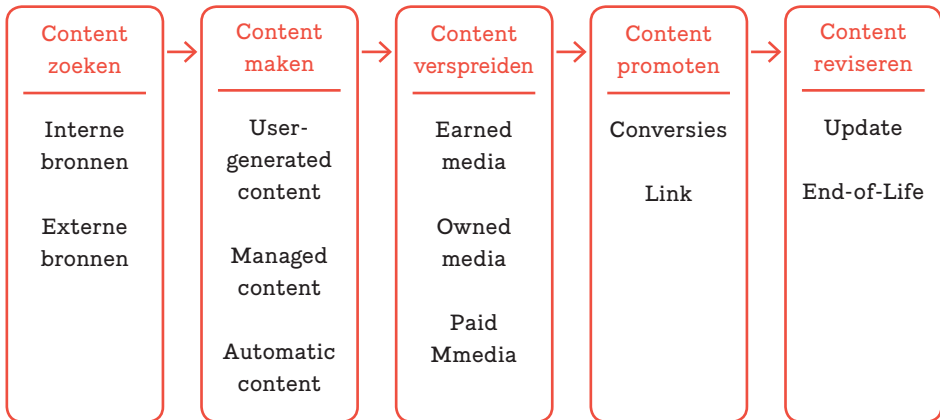 Content
zoeken
Interne
bronnen
Externe
bronnen
Content
maken
User-
generated
content
Managed
content
Automatic
content
Content
verspreiden
Earned
media
Owned
media
Paid
Mmedia
Content
promoten
Conversies
Link
Content
reviseren
Update
End-of-Life